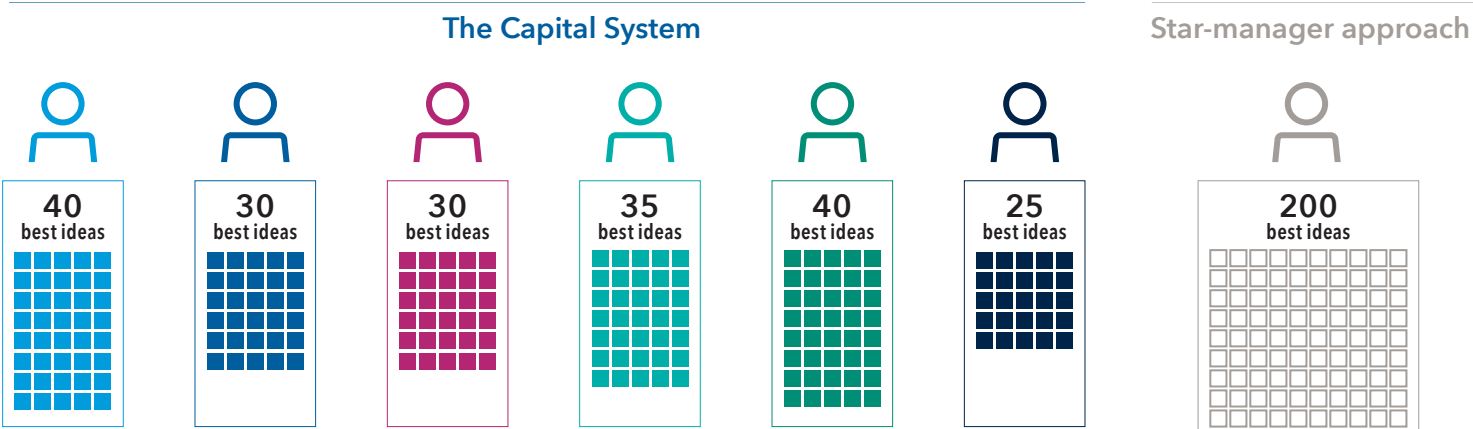 The Capital System
Star-manager approach
40
best ideas
30
best ideas
30
best ideas
35
best ideas
40
best ideas
25
best ideas
200
best ideas